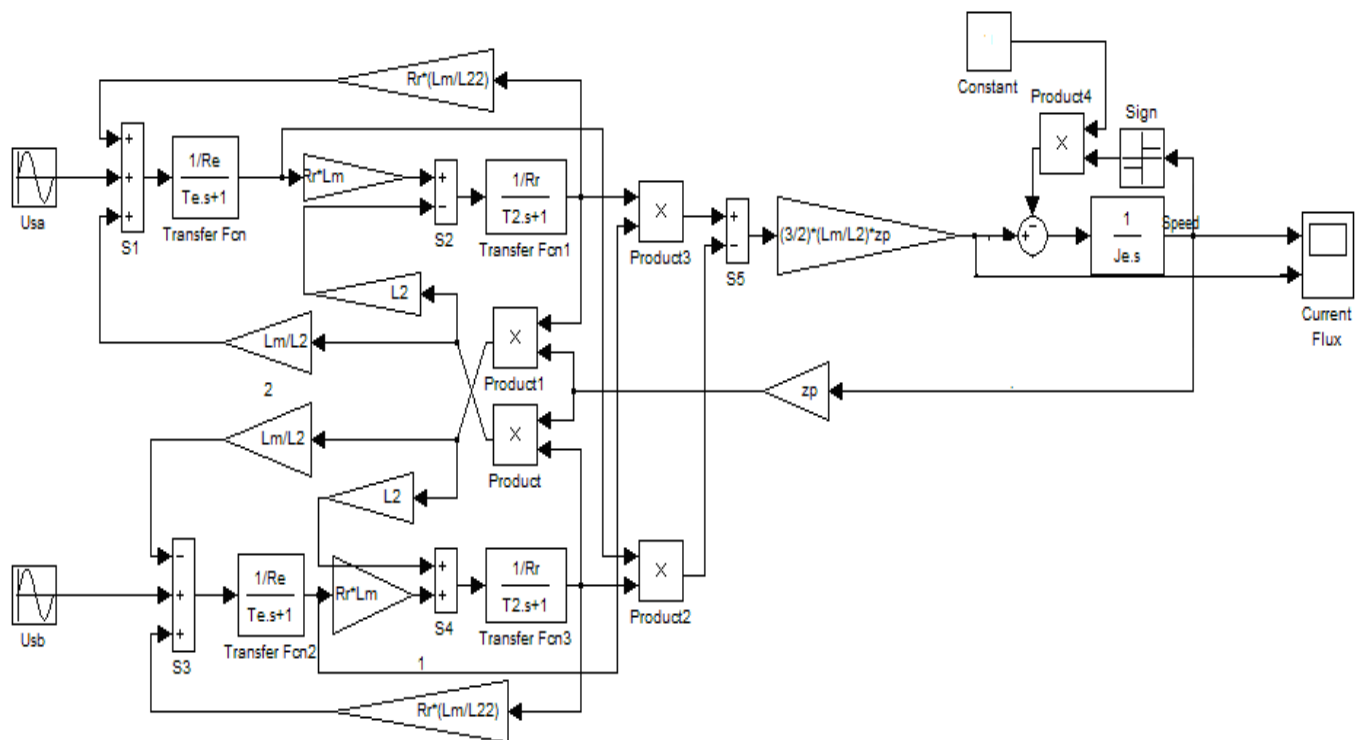 Rr*(Lm/L22)
Constant
Product4
Sign
Usa
+
+
+
S1
1/Re
Te.s+1
Transfer Fcn
Rr*Lm
+
−
S2
1/Rr
T2.s+1
Transfer Fcn1
X
Product3
+
−
S5
(3/2)*(Lm/L2)*zp
X
+
−
1
Je.s
Speed
Current
Flux
L2
Lm/L2
2
X
Product1
X
Product
zp
Lm/L2
L2
Usb
−
+
+
S3
1/Re
Te.s+1
Transfer Fcn2
Rr*Lm
+
+
S4
1/Rr
T2.s+1
Transfer Fcn3
X
Product2
1
Rr*(Lm/L22)